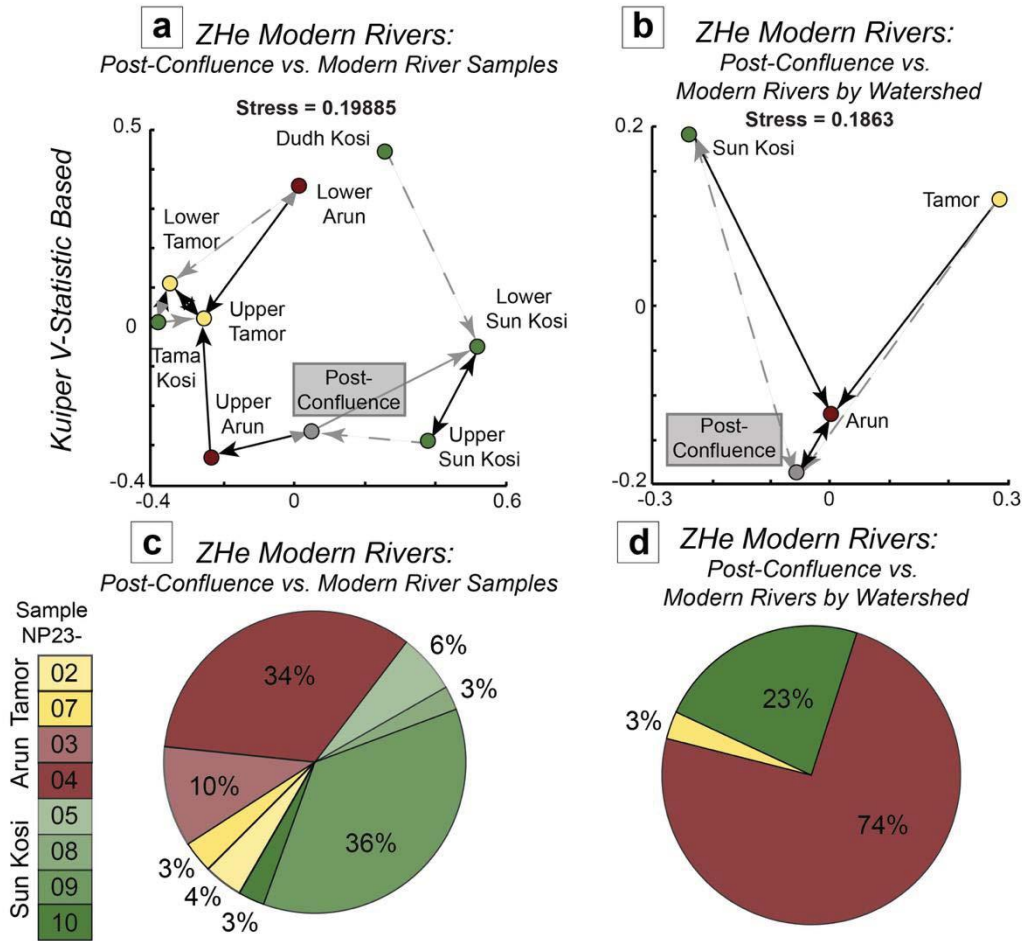 a
ZHe Modern Rivers:
Post-Confluence vs. Modern River Samples
Stress = 0.19885
Kuiper V-Statistic Based
0.5
0
-0.4
-0.4
0
0.6
Dudh Kosi
Lower
Arun
Lower
Tamor
Upper
Tamor
Tama
Kosi
Lower
Sun Kosi
Post-
Confluence
Upper
Arun
Upper
Sun Kosi
b
ZHe Modern Rivers:
Post-Confluence vs.
Modern Rivers by Watershed
Stress = 0.1863
0.2
0
-0.2
-0.3
0
0.3
Sun Kosi
Tamor
Arun
Post-
Confluence
c
ZHe Modern Rivers:
Post-Confluence vs. Modern River Samples
Sample
NP23-
Tamor
02
07
Arun
03
04
Sun Kosi
05
08
09
10
34%
6%
3%
10%
36%
3%
4%
3%
d
ZHe Modern Rivers:
Post-Confluence vs.
Modern Rivers by Watershed
23%
3%
74%